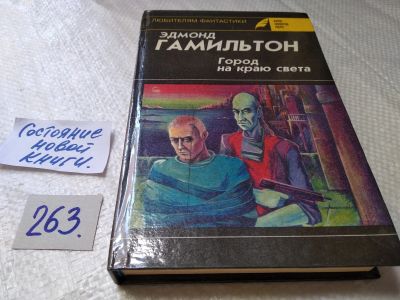 ЛЮБИТЕЛЯМ ФАНТАСТИКИ
ЭДМОНД
ГАМИЛЬТОН
Город
на краю света
Состояние
новой
книги.
263.